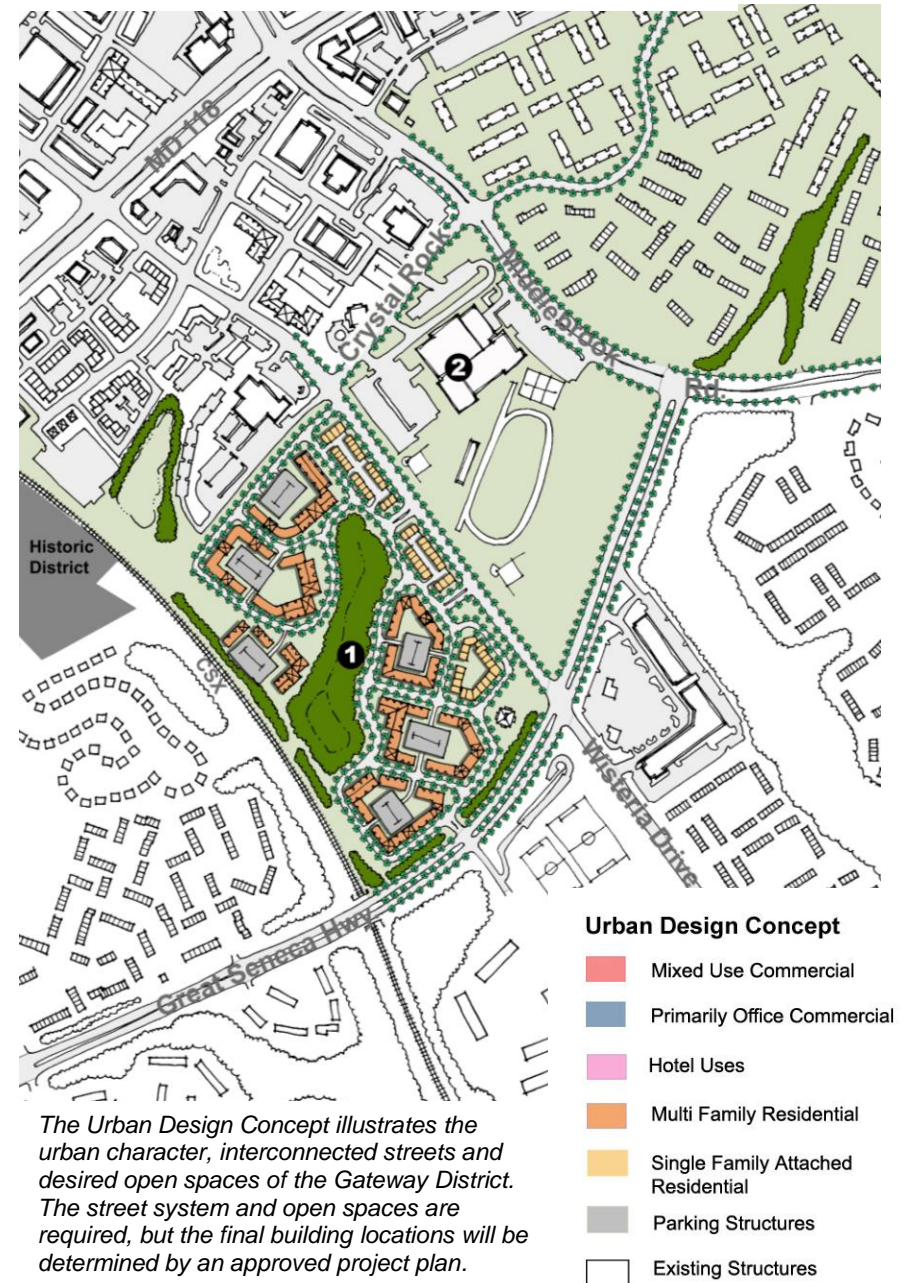 MD 118
Crystal Rock
Middlebrook
Rd.
2
Historic
District
1
CSX
Wisteria Drive
Great Seneca Hwy
Urban Design Concept
Mixed Use Commercial
Primarily Office Commercial
Hotel Uses
Multi Family Residential
Single Family Attached
Residential
Parking Structures
Existing Structures
The Urban Design Concept illustrates the
urban character, interconnected streets and
desired open spaces of the Gateway District.
The street system and open spaces are
required, but the final building locations will be
determined by an approved project plan.